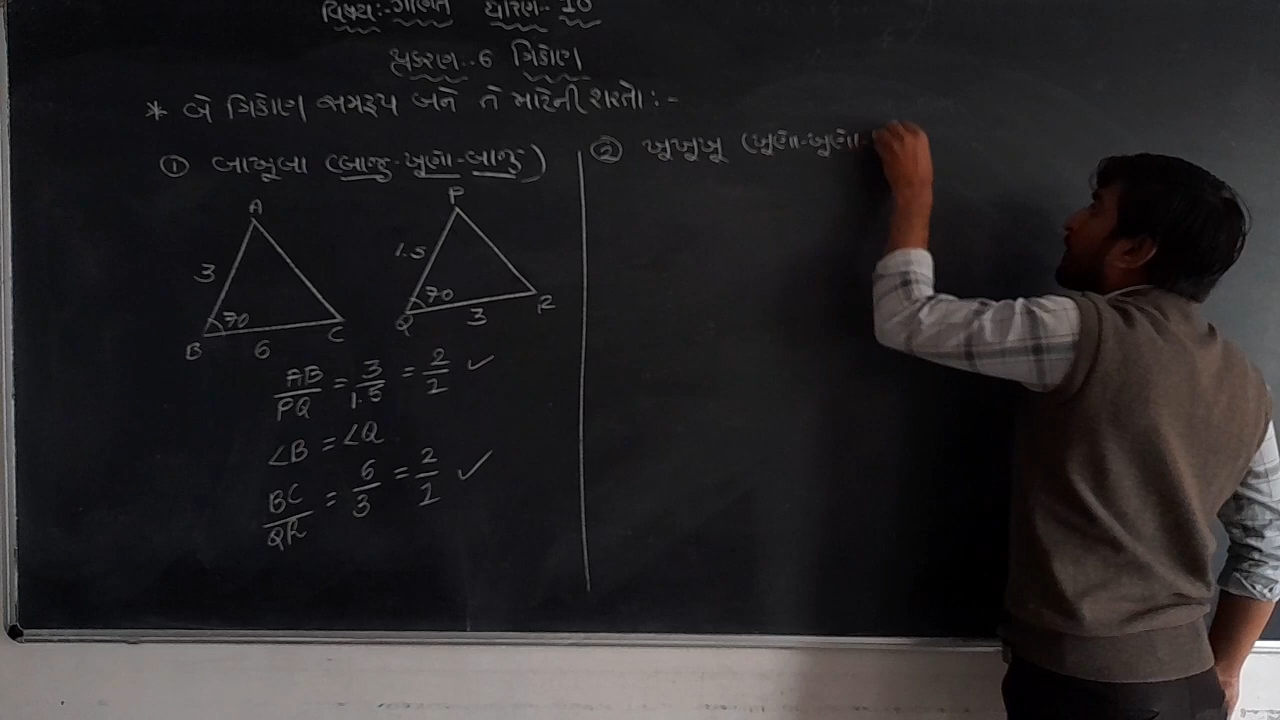 વિષય:-ગણિત ધોરણ-10
પ્રકરણ-6 ત્રિકોણ
* બે ત્રિકોણ સમરૂપ બને તે માટેની શરતો :-
① બાખૂબા (બાજુ-ખૂણા-બાજુ)
A
3
70
B
6
C
P
1.5
70
Q
3
R
AB/PQ = 3/1.5 = 2/1 ✓
∠B = ∠Q
BC/QR = 6/3 = 2/1 ✓
② ખૂખૂખૂ (ખૂણા-ખૂણા-